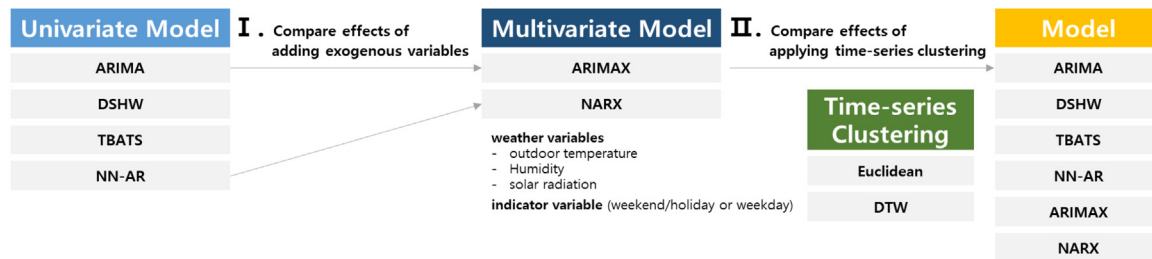 Univariate Model
ARIMA
DSHW
TBATS
NN-AR
Ⅰ. Compare effects of
adding exogenous variables
Multivariate Model
ARIMAX
NARX
weather variables
- outdoor temperature
- Humidity
- solar radiation
indicator variable (weekend/holiday or weekday)
Ⅱ. Compare effects of
applying time-series clustering
Time-series
Clustering
Euclidean
DTW
Model
ARIMA
DSHW
TBATS
NN-AR
ARIMAX
NARX